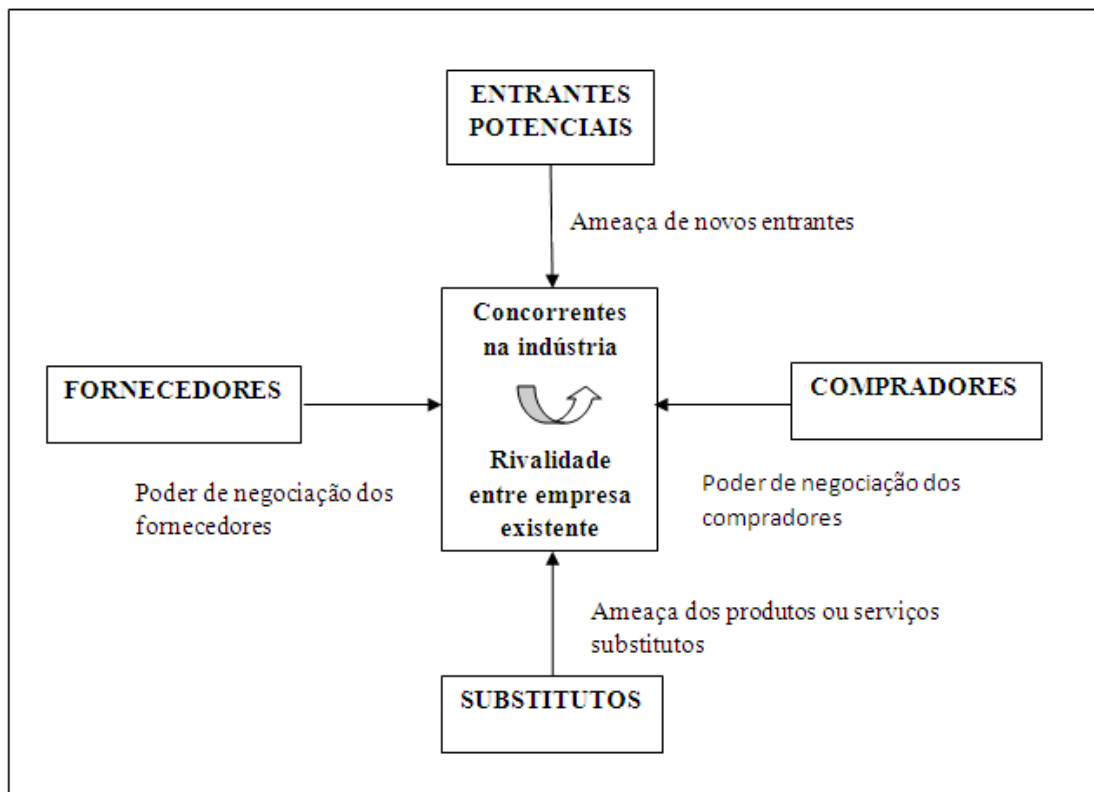 ENTRANTES
POTENCIAIS
Ameaça de novos entrantes
Concorrentes
na indústria
FORNECEDORES
COMPRADORES
Rivalidade
entre empresa
existente
Poder de negociação dos
fornecedores
Poder de negociação dos
compradores
Ameaça dos produtos ou serviços
substitutos
SUBSTITUTOS